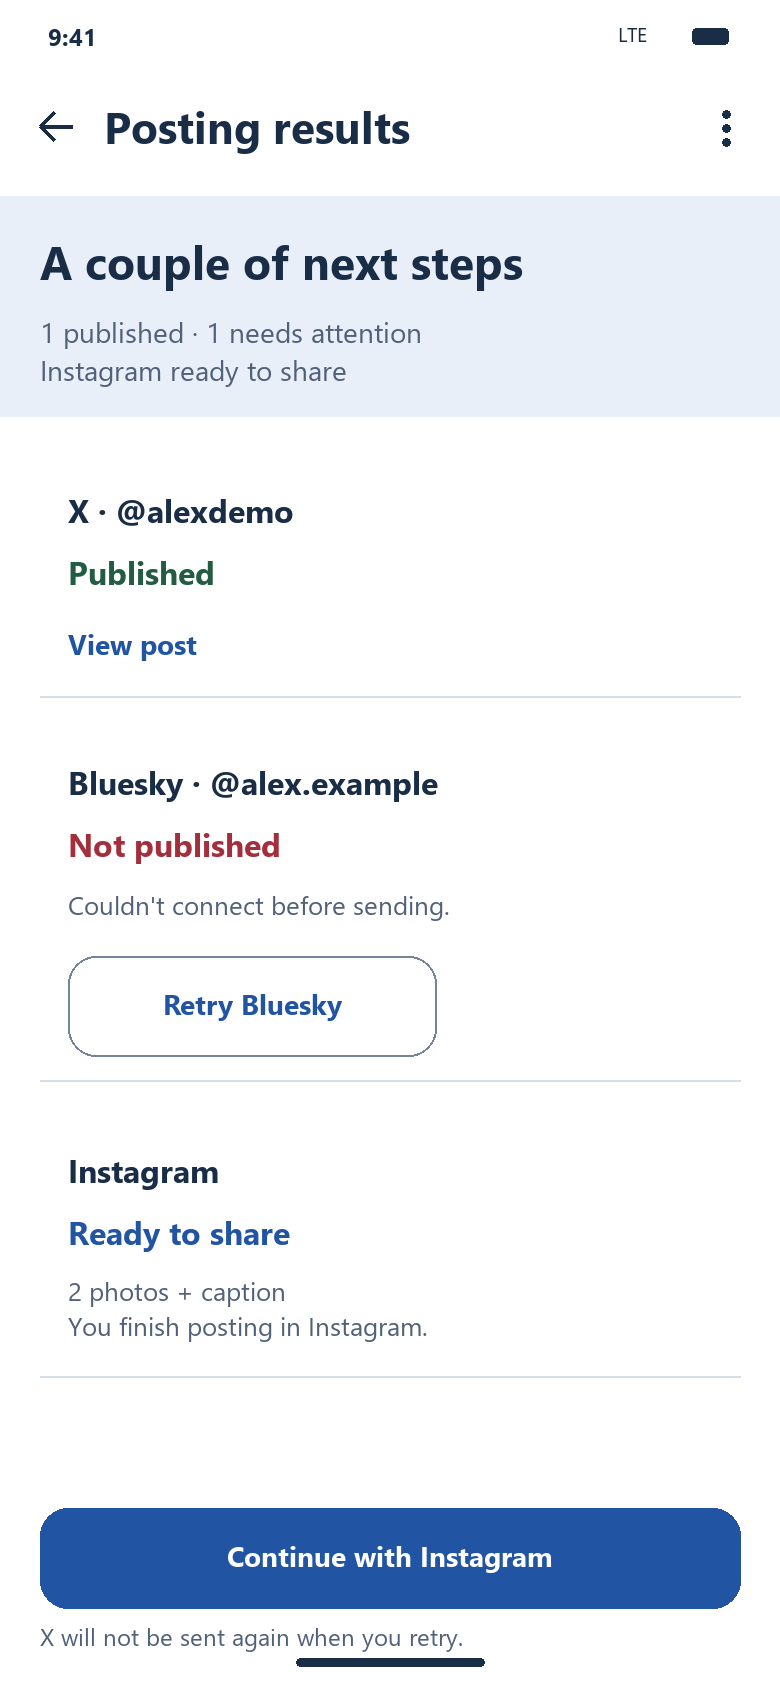 9:41
LTE
Posting results
A couple of next steps
1 published · 1 needs attention
Instagram ready to share
X · @alexdemo
Published
View post
Bluesky · @alex.example
Not published
Couldn't connect before sending.
Retry Bluesky
Instagram
Ready to share
2 photos + caption
You finish posting in Instagram.
Continue with Instagram
X will not be sent again when you retry.